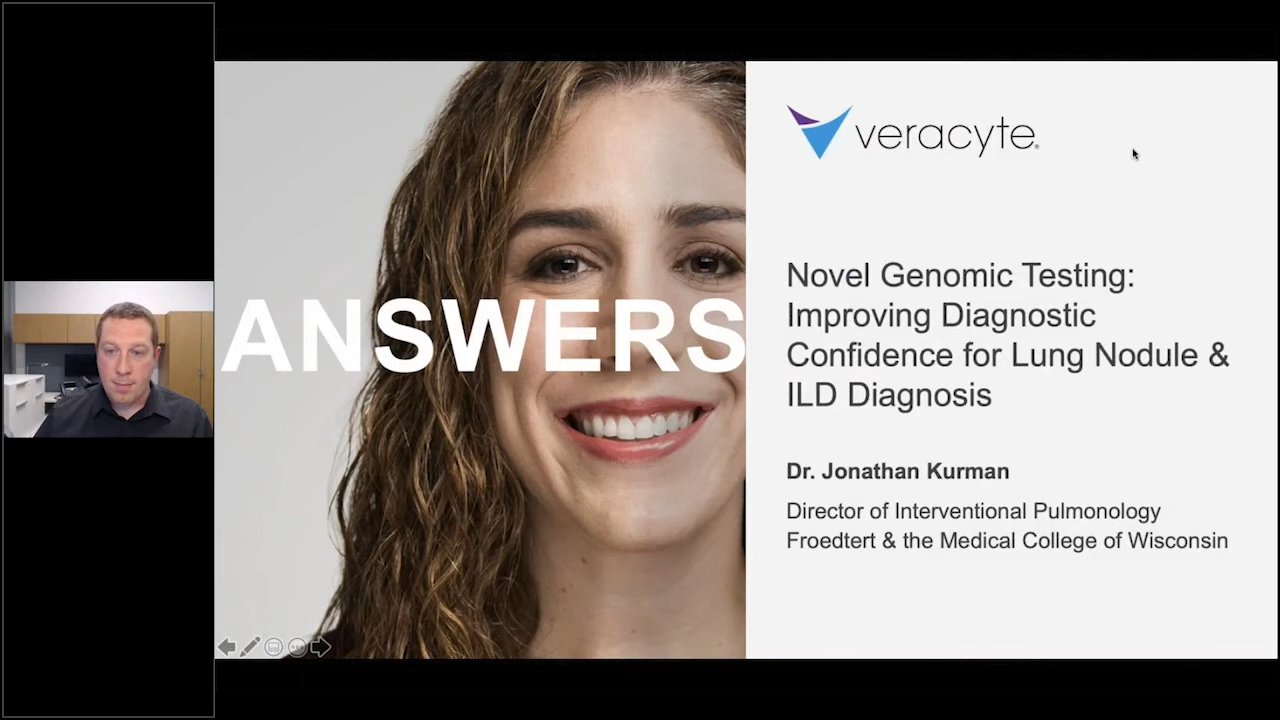 ANSWERS
veracyte®
Novel Genomic Testing:
Improving Diagnostic
Confidence for Lung Nodule &
ILD Diagnosis
Dr. Jonathan Kurman
Director of Interventional Pulmonology
Froedtert & the Medical College of Wisconsin